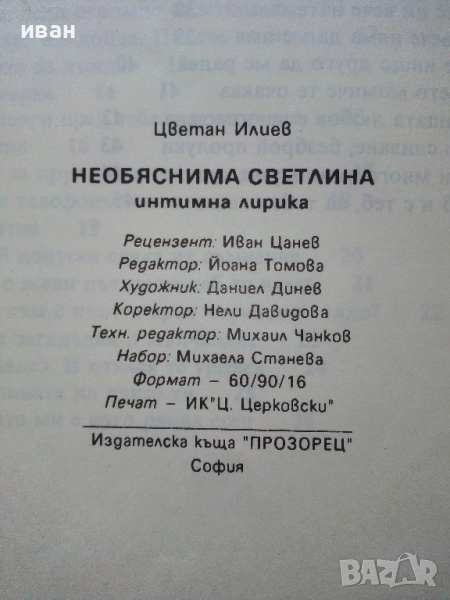 иван
Цветан Илиев
НЕОБЯСНИМА СВЕТЛИНА
интимна лирика
Рецензент: Иван Цанев
Редактор: Йоана Томова
Художник: Даниел Динев
Коректор: Нели Давидова
Техн. редактор: Михаил Чанков
Набор: Михаела Станева
Формат – 60/90/16
Печат – ИК"Ц. Церковски"
Издателска къща "ПРОЗОРЕЦ"
София
BAZAR